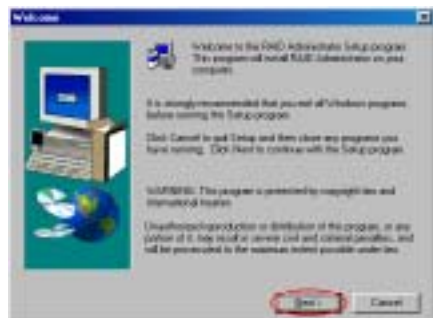 Welcome
Welcome to the RAID Administrator Setup program.
This program will install RAID Administrator on your
computer.
It is strongly recommended that you exit all Windows programs
before running this Setup program.
Click Cancel to quit Setup and then close any programs you
have running. Click Next to continue with the Setup program.
WARNING: This program is protected by copyright law and
international treaties.
Unauthorized reproduction or distribution of this program, or any
portion of it, may result in severe civil and criminal penalties, and
will be prosecuted to the maximum extent possible under law.
Next >
Cancel